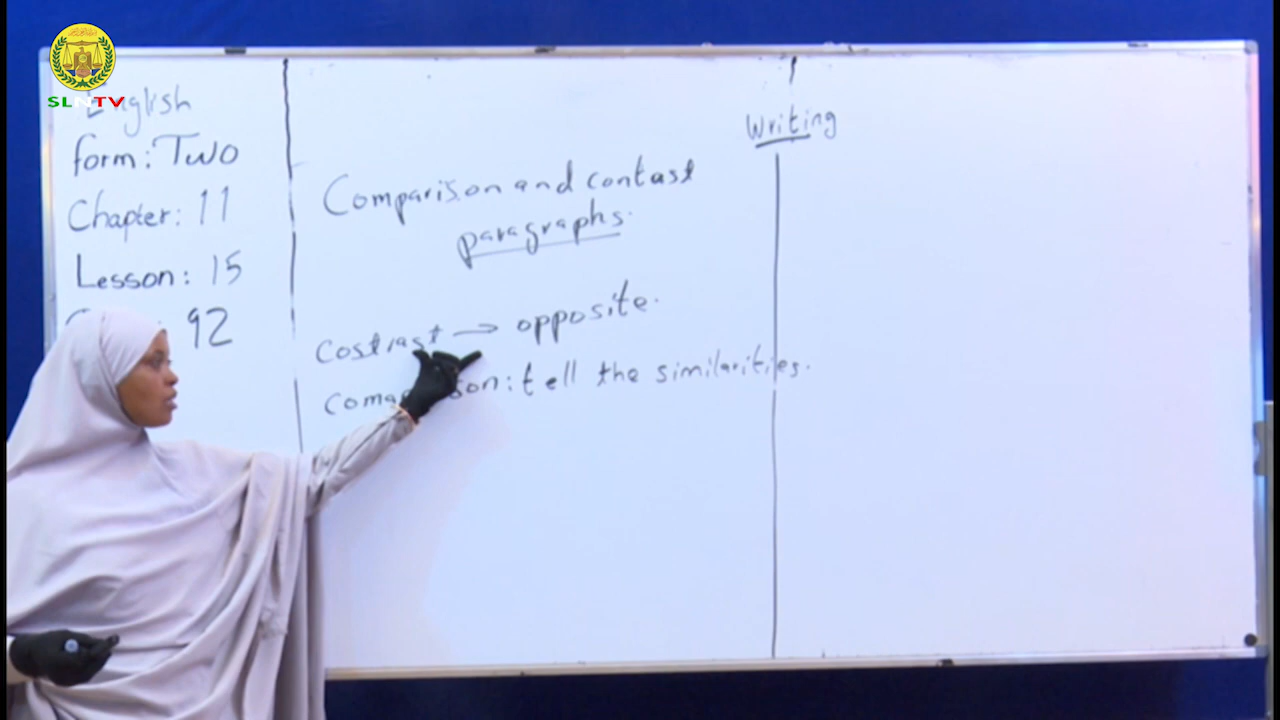 SLNTV
English
form: Two
Chapter: 11
Lesson: 15
92
Writing
Comparison and contast
paragraphs.
Costrast → opposite.
tell the similarities.